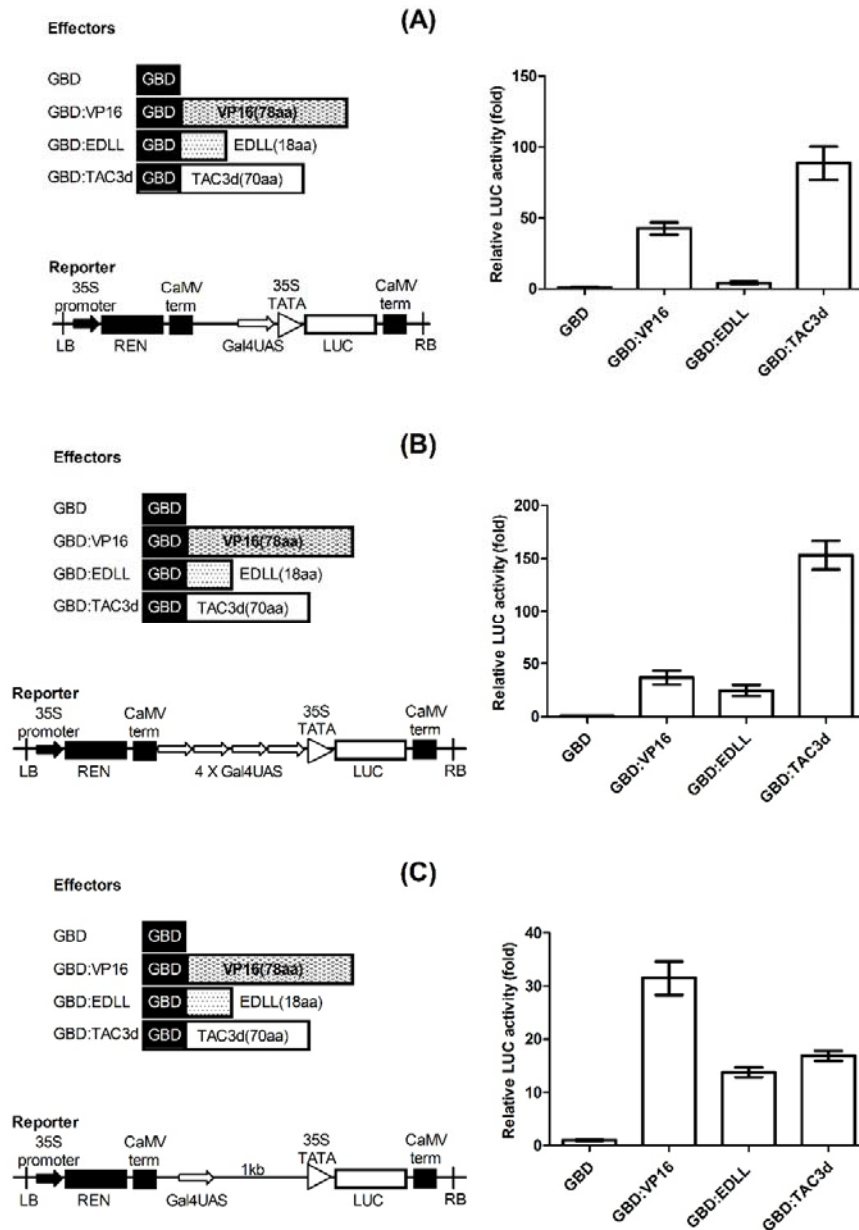 (A)
Effectors
GBD GBD
GBD:VP16 GBD VP16(78aa)
GBD:EDLL GBD EDLL(18aa)
GBD:TAC3d GBD TAC3d(70aa)
Reporter
35S promoter CaMV term 35S TATA CaMV term
LB REN Gal4UAS LUC RB
Relative LUC activity (fold)
150
100
50
0
GBD GBD:VP16 GBD:EDLL GBD:TAC3d
(B)
Effectors
GBD GBD
GBD:VP16 GBD VP16(78aa)
GBD:EDLL GBD EDLL(18aa)
GBD:TAC3d GBD TAC3d(70aa)
Reporter
35S promoter CaMV term 35S TATA CaMV term
LB REN 4 X Gal4UAS LUC RB
Relative LUC activity (fold)
200
150
100
50
0
GBD GBD:VP16 GBD:EDLL GBD:TAC3d
(C)
Effectors
GBD GBD
GBD:VP16 GBD VP16(78aa)
GBD:EDLL GBD EDLL(18aa)
GBD:TAC3d GBD TAC3d(70aa)
Reporter
35S promoter CaMV term 1kb 35S TATA CaMV term
LB REN Gal4UAS LUC RB
Relative LUC activity (fold)
40
30
20
10
0
GBD GBD:VP16 GBD:EDLL GBD:TAC3d